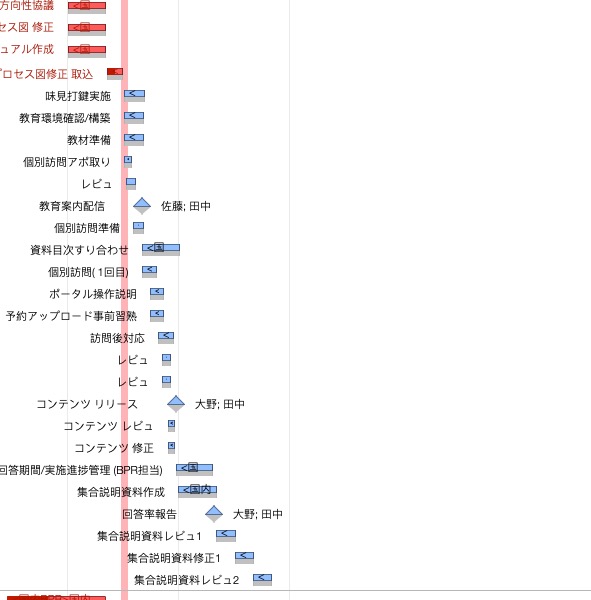 方向性協議 <国
セス図 修正 <国
ュアル作成 <国
プロセス図修正 取込
味見打鍵実施 <
教育環境確認/構築 <
教材準備 <
個別訪問アポ取り
レビュ
教育案内配信 佐藤; 田中
個別訪問準備
資料目次すり合わせ <国
個別訪問( 1回目) <
ポータル操作説明 <
予約アップロード事前習熟 <
訪問後対応 <
レビュ
レビュ
コンテンツ リリース 大野; 田中
コンテンツ レビュ <
コンテンツ 修正 <
回答期間/実施進捗管理 (BPR担当) <国
集合説明資料作成 <国内
回答率報告 大野; 田中
集合説明資料レビュ1 <
集合説明資料修正1 <
集合説明資料レビュ2 <